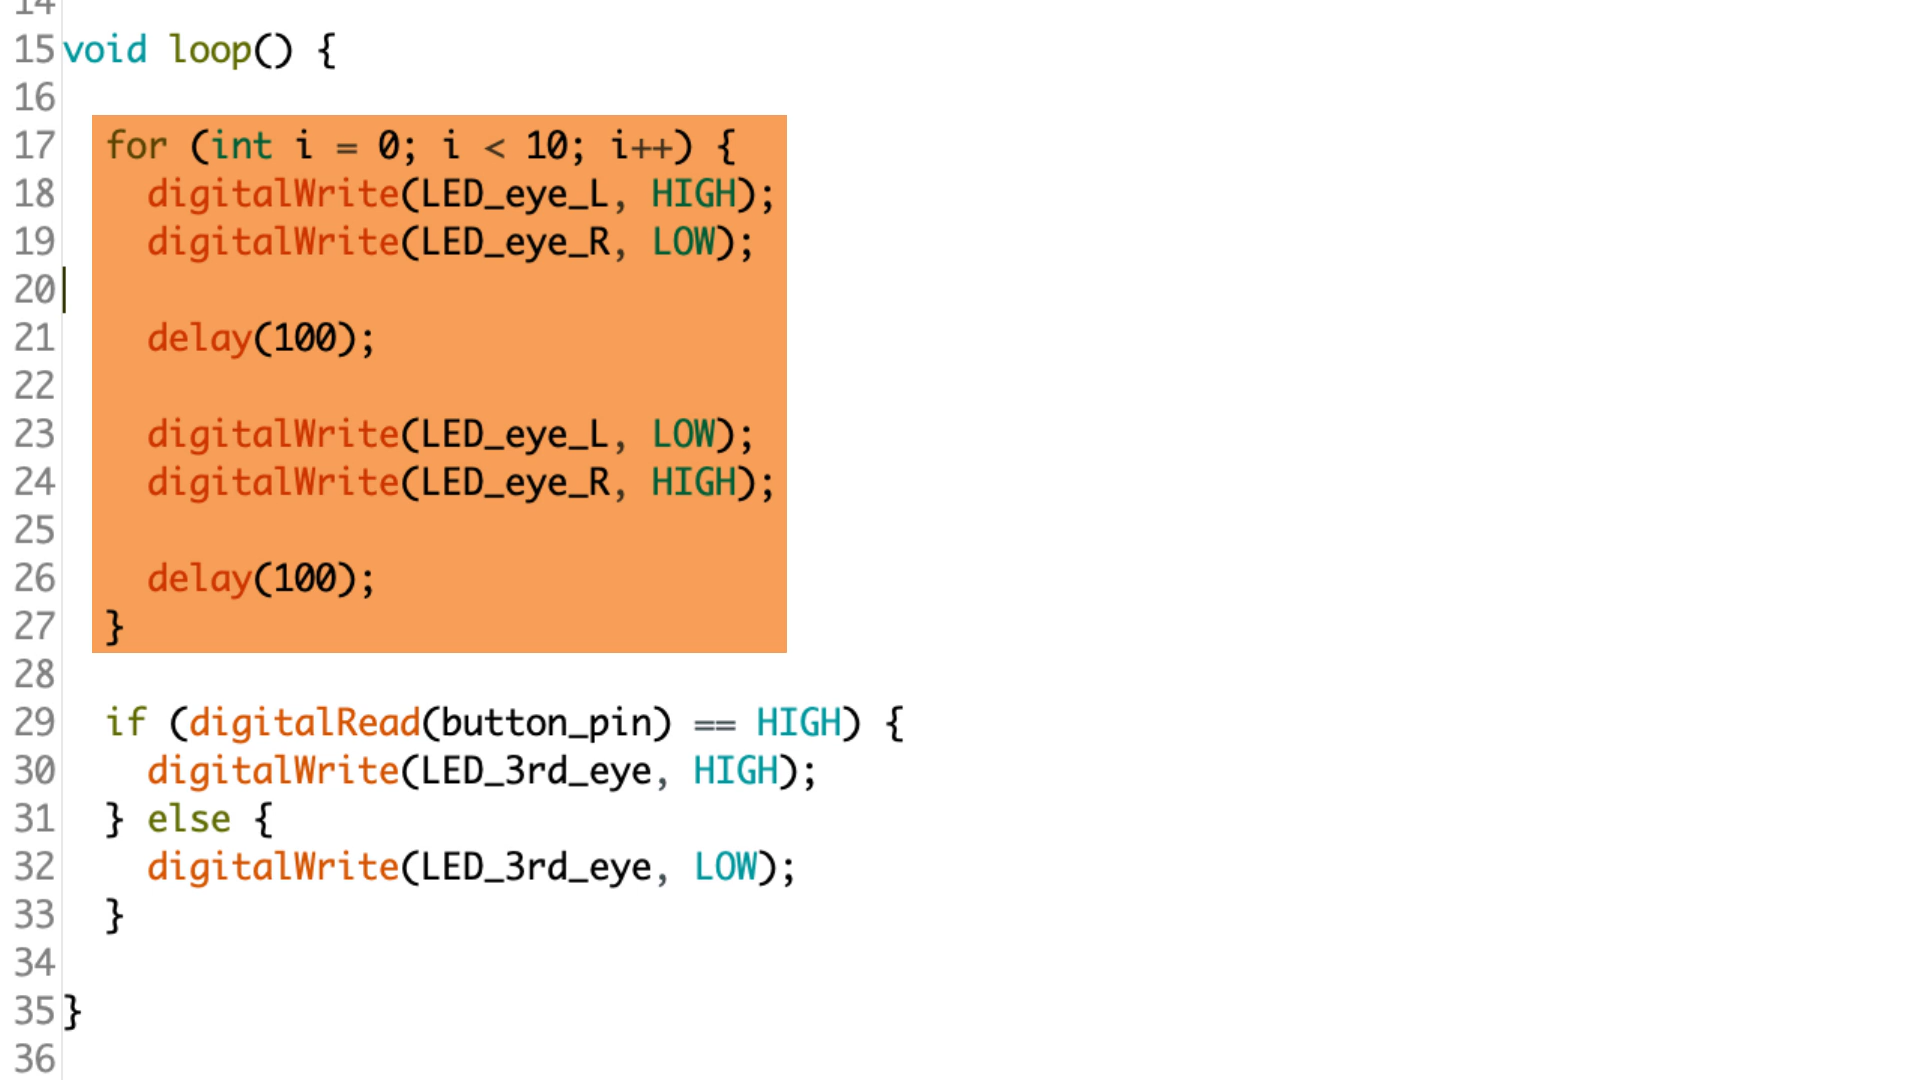 14
15 void loop() {
16
17 for (int i = 0; i < 10; i++) {
18 digitalWrite(LED_eye_L, HIGH);
19 digitalWrite(LED_eye_R, LOW);
20
21 delay(100);
22
23 digitalWrite(LED_eye_L, LOW);
24 digitalWrite(LED_eye_R, HIGH);
25
26 delay(100);
27 }
28
29 if (digitalRead(button_pin) == HIGH) {
30 digitalWrite(LED_3rd_eye, HIGH);
31 } else {
32 digitalWrite(LED_3rd_eye, LOW);
33 }
34
35 }
36